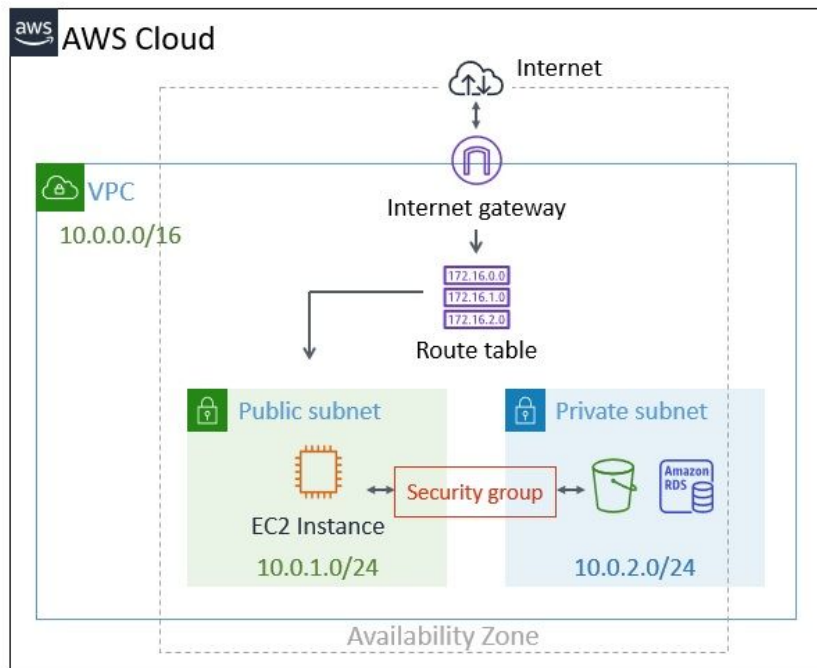 aws
AWS Cloud
Internet
VPC
10.0.0.0/16
Internet gateway
172.16.0.0
172.16.1.0
172.16.2.0
Route table
Public subnet
EC2 Instance
10.0.1.0/24
Security group
Private subnet
Amazon
RDS
10.0.2.0/24
Availability Zone